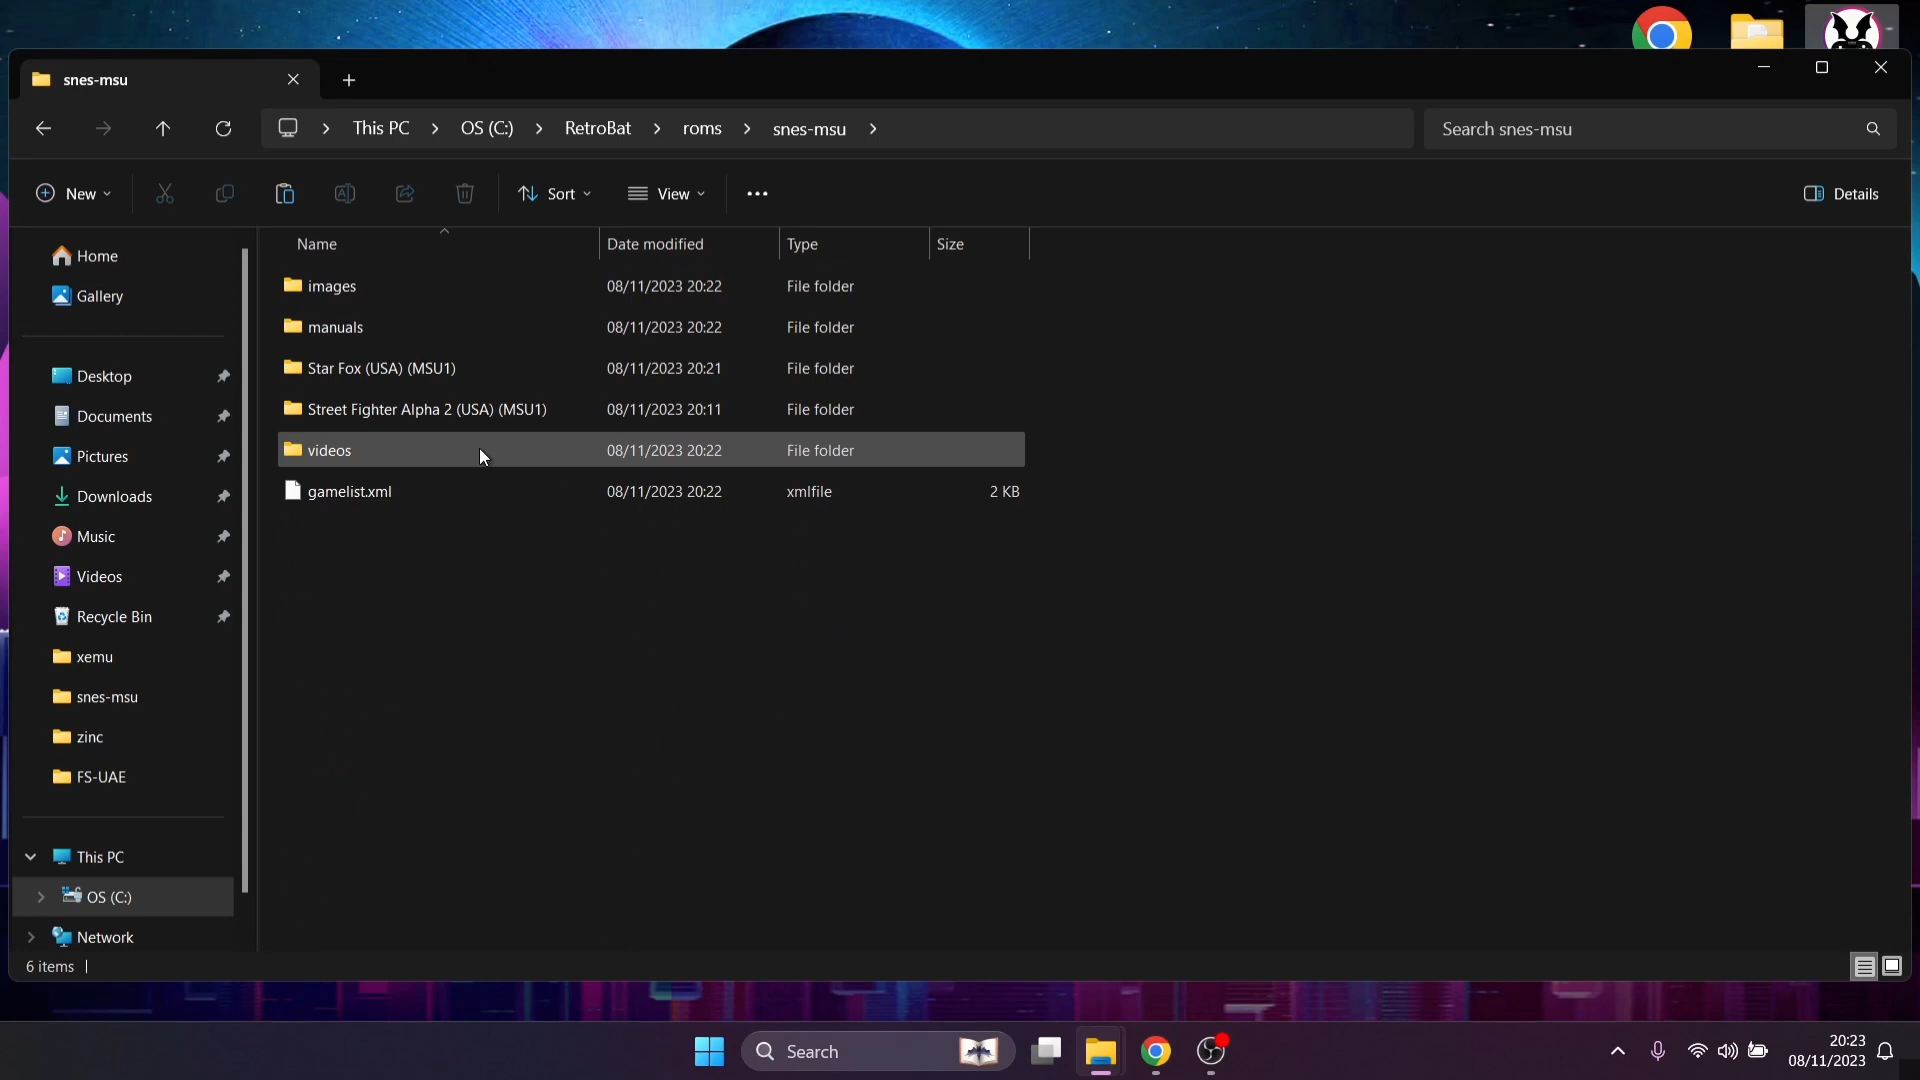 snes-msu
This PC
OS (C:)
RetroBat
roms
snes-msu
Search snes-msu
New
Sort
View
Details
Name
Date modified
Type
Size
images
08/11/2023 20:22
File folder
manuals
08/11/2023 20:22
File folder
Star Fox (USA) (MSU1)
08/11/2023 20:21
File folder
Street Fighter Alpha 2 (USA) (MSU1)
08/11/2023 20:11
File folder
videos
08/11/2023 20:22
File folder
gamelist.xml
08/11/2023 20:22
xmlfile
2 KB
Home
Gallery
Desktop
Documents
Pictures
Downloads
Music
Videos
Recycle Bin
xemu
snes-msu
zinc
FS-UAE
This PC
OS (C:)
Network
6 items
Search
20:23
08/11/2023